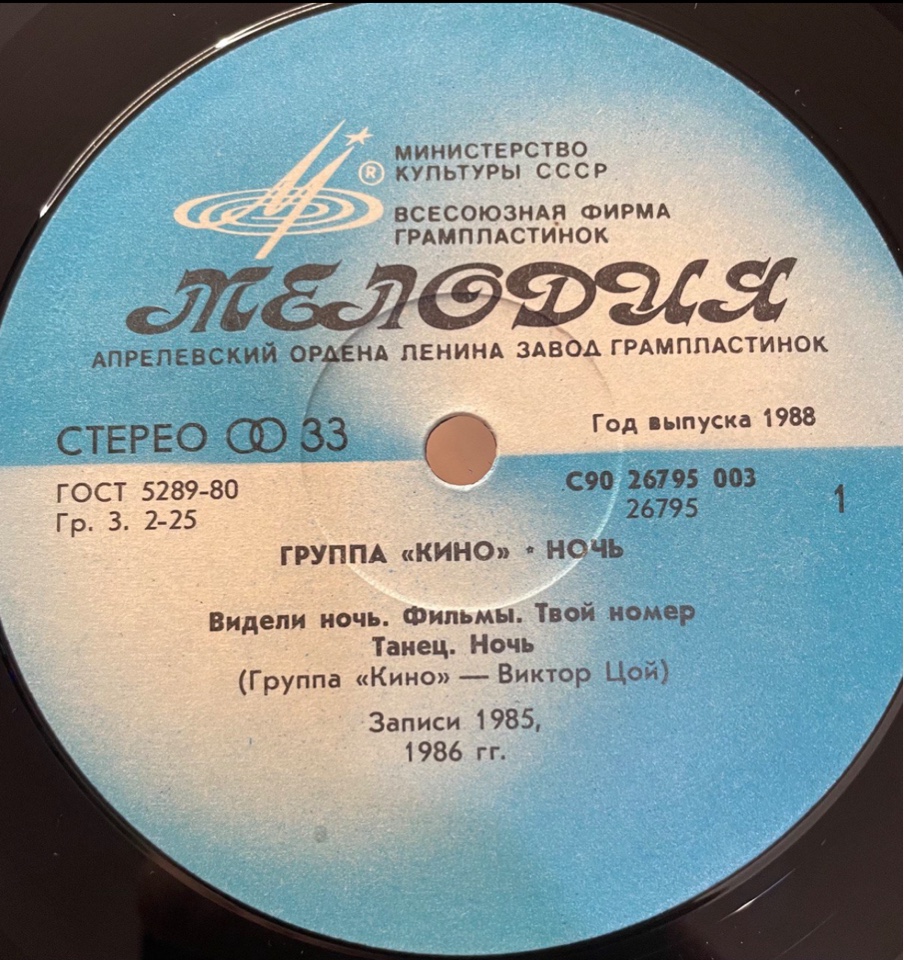 ®
МИНИСТЕРСТВО
КУЛЬТУРЫ СССР
ВСЕСОЮЗНАЯ ФИРМА
ГРАМПЛАСТИНОК
МЕЛОДИЯ
АПРЕЛЕВСКИЙ ОРДЕНА ЛЕНИНА ЗАВОД ГРАМПЛАСТИНОК
СТЕРЕО 33
Год выпуска 1988
ГОСТ 5289-80
Гр. 3. 2-25
С90 26795 003
26795
1
ГРУППА «КИНО» * НОЧЬ
Видели ночь. Фильмы. Твой номер
Танец. Ночь
(Группа «Кино» — Виктор Цой)
Записи 1985,
1986 гг.